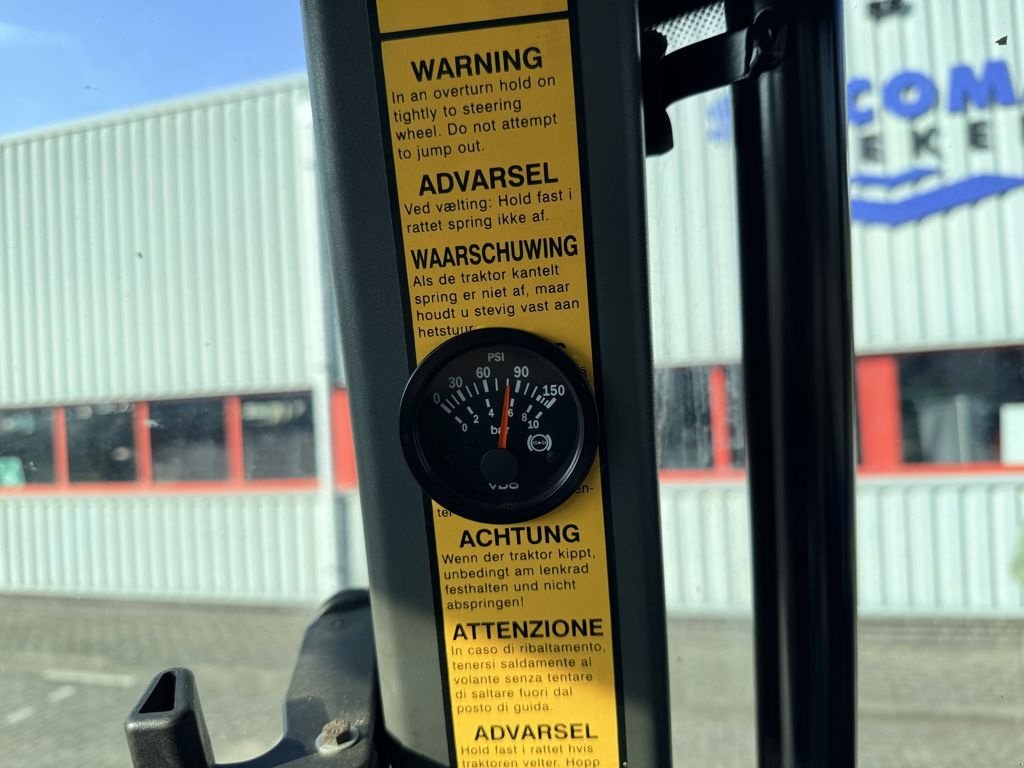 WARNING
In an overturn hold on
tightly to steering
wheel. Do not attempt
to jump out.
ADVARSEL
Ved vælting: Hold fast i
rattet spring ikke af.
WAARSCHUWING
Als de traktor kantelt
spring er niet af, maar
houdt u stevig vast aan
hetstuur
PSI
0 30 60 90 150
0 2 4 6 8 10
bar
VDO
ACHTUNG
Wenn der traktor kippt,
unbedingt am lenkrad
festhalten und nicht
abspringen!
ATTENZIONE
In caso di ribaltamento,
tenersi saldamente al
volante senza tentare
di saltare fuori dal
posto di guida.
ADVARSEL
Hold fast i rattet hvis
traktoren velter. Hopp